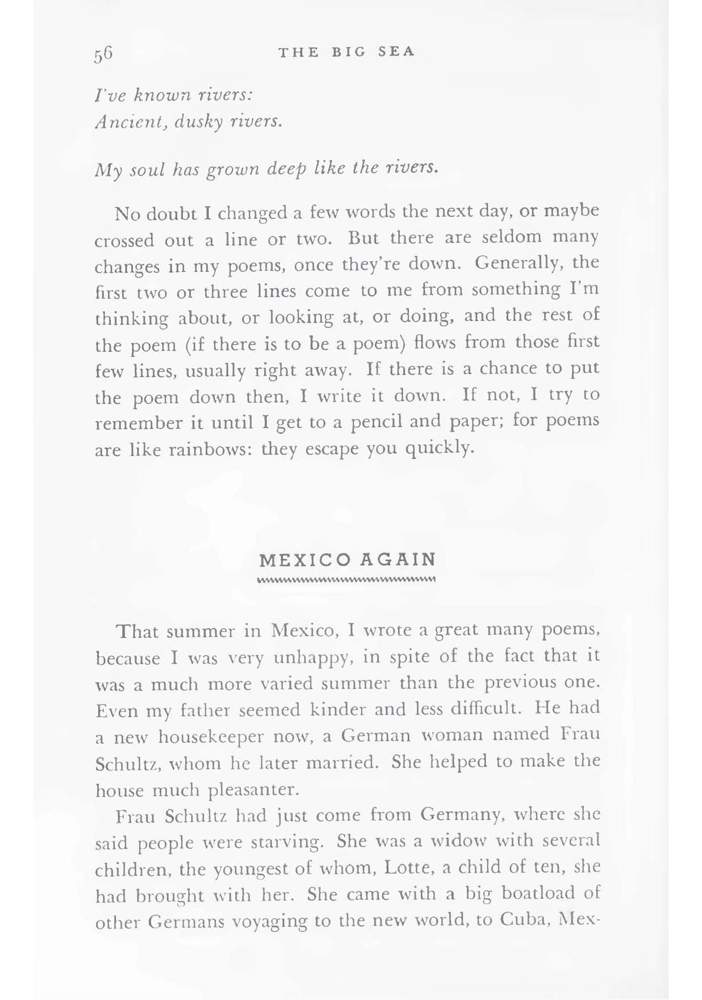 56
THE BIG SEA
I've known rivers:
Ancient, dusky rivers.
My soul has grown deep like the rivers.
No doubt I changed a few words the next day, or maybe
crossed out a line or two. But there are seldom many
changes in my poems, once they're down. Generally, the
first two or three lines come to me from something I'm
thinking about, or looking at, or doing, and the rest of
the poem (if there is to be a poem) flows from those first
few lines, usually right away. If there is a chance to put
the poem down then, I write it down. If not, I try to
remember it until I get to a pencil and paper; for poems
are like rainbows: they escape you quickly.
MEXICO AGAIN
That summer in Mexico, I wrote a great many poems,
because I was very unhappy, in spite of the fact that it
was a much more varied summer than the previous one.
Even my father seemed kinder and less difficult. He had
a new housekeeper now, a German woman named Frau
Schultz, whom he later married. She helped to make the
house much pleasanter.
Frau Schultz had just come from Germany, where she
said people were starving. She was a widow with several
children, the youngest of whom, Lotte, a child of ten, she
had brought with her. She came with a big boatload of
other Germans voyaging to the new world, to Cuba, Mex-